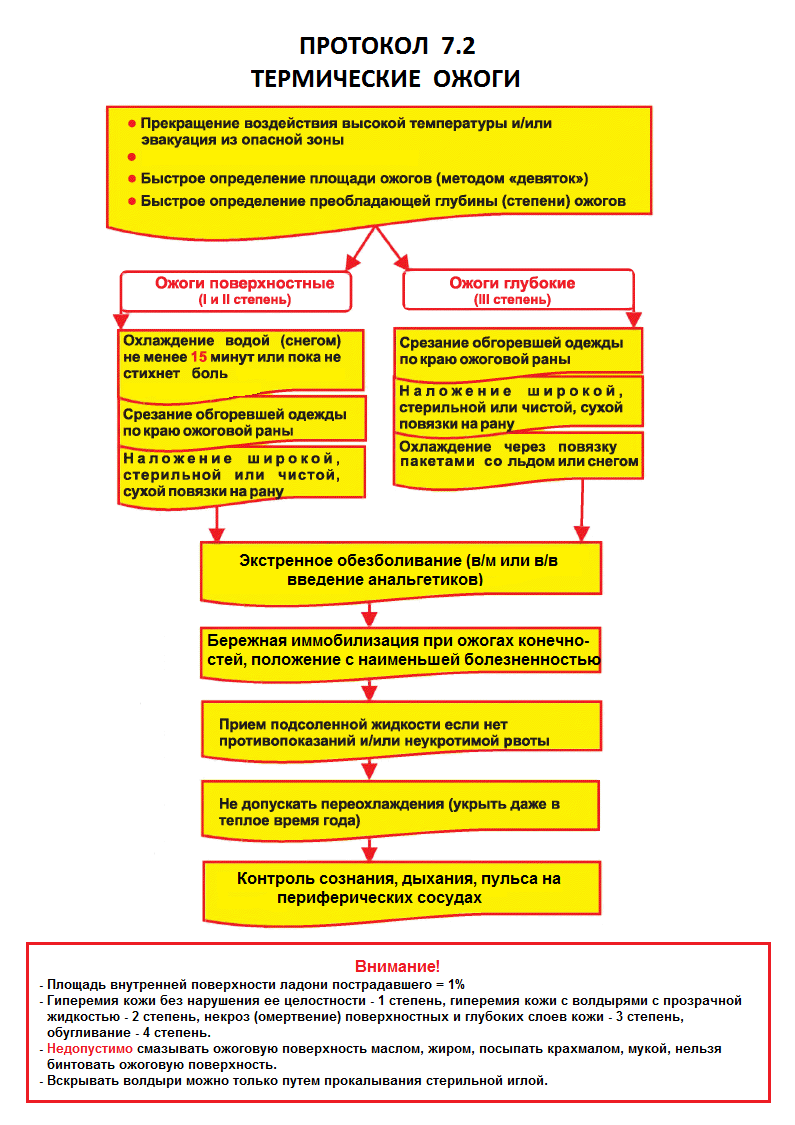 ПРОТОКОЛ 7.2
ТЕРМИЧЕСКИЕ ОЖОГИ
● Прекращение воздействия высокой температуры и/или
эвакуация из опасной зоны
●
● Быстрое определение площади ожогов (методом «девяток»)
● Быстрое определение преобладающей глубины (степени) ожогов
Ожоги поверхностные
(I и II степень)
Охлаждение водой (снегом)
не менее 15 минут или пока не
стихнет боль
Срезание обгоревшей одежды
по краю ожоговой раны
Наложение широкой,
стерильной или чистой,
сухой повязки на рану
Ожоги глубокие
(III степень)
Срезание обгоревшей одежды
по краю ожоговой раны
Наложение широкой,
стерильной или чистой, сухой
повязки на рану
Охлаждение через повязку
пакетами со льдом или снегом
Экстренное обезболивание (в/м или в/в
введение анальгетиков)
Бережная иммобилизация при ожогах конечно-
стей, положение с наименьшей болезненностью
Прием подсоленной жидкости если нет
противопоказаний и/или неукротимой рвоты
Не допускать переохлаждения (укрыть даже в
теплое время года)
Контроль сознания, дыхания, пульса на
периферических сосудах
Внимание!
- Площадь внутренней поверхности ладони пострадавшего = 1%
- Гиперемия кожи без нарушения ее целостности - 1 степень, гиперемия кожи с волдырями с прозрачной
жидкостью - 2 степень, некроз (омертвение) поверхностных и глубоких слоев кожи - 3 степень,
обугливание - 4 степень.
- Недопустимо смазывать ожоговую поверхность маслом, жиром, посыпать крахмалом, мукой, нельзя
бинтовать ожоговую поверхность.
- Вскрывать волдыри можно только путем прокалывания стерильной иглой.